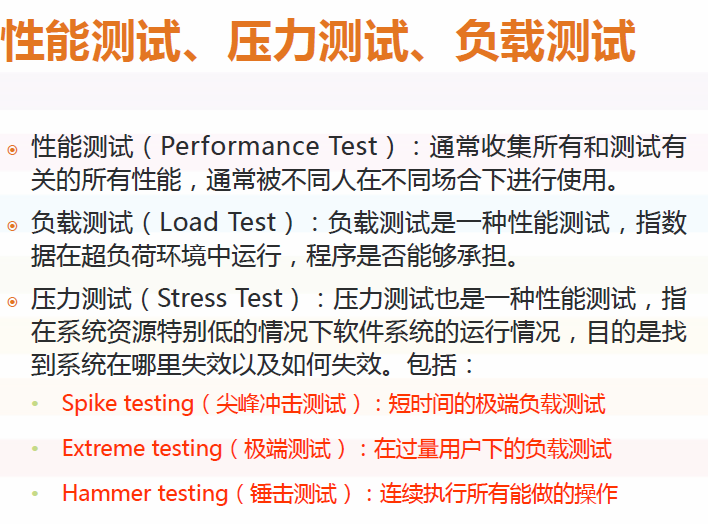 性能测试、压力测试、负载测试
性能测试（Performance Test）：通常收集所有和测试有
关的所有性能，通常被不同人在不同场合下进行使用。
负载测试（Load Test）：负载测试是一种性能测试，指数
据在超负荷环境中运行，程序是否能够承担。
压力测试（Stress Test）：压力测试也是一种性能测试，指
在系统资源特别低的情况下软件系统的运行情况，目的是找
到系统在哪里失效以及如何失效。包括：
Spike testing（尖峰冲击测试）：短时间的极端负载测试
Extreme testing（极端测试）：在过量用户下的负载测试
Hammer testing（锤击测试）：连续执行所有能做的操作